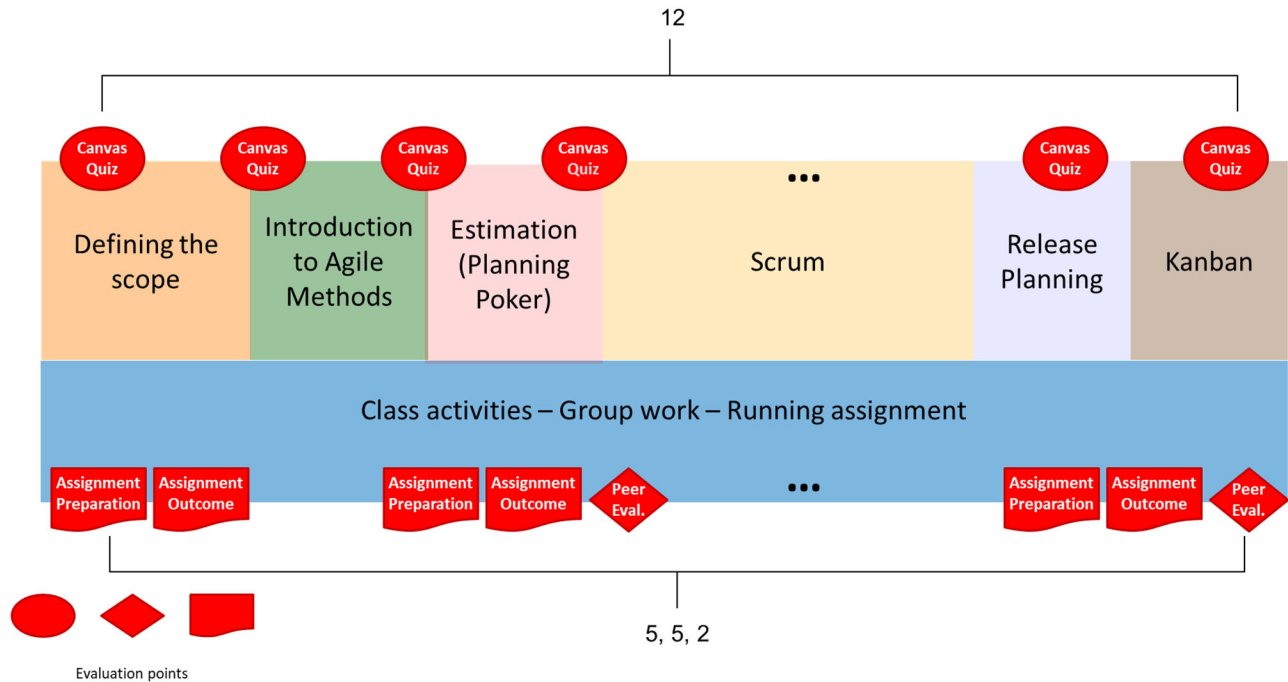 12
Canvas
Quiz
Canvas
Quiz
Canvas
Quiz
Canvas
Quiz
...
Canvas
Quiz
Canvas
Quiz
Defining the
scope
Introduction
to Agile
Methods
Estimation
(Planning
Poker)
Scrum
Release
Planning
Kanban
Class activities – Group work – Running assignment
Assignment
Preparation
Assignment
Outcome
Assignment
Preparation
Assignment
Outcome
Peer
Eval.
...
Assignment
Preparation
Assignment
Outcome
Peer
Eval.
5, 5, 2
Evaluation points